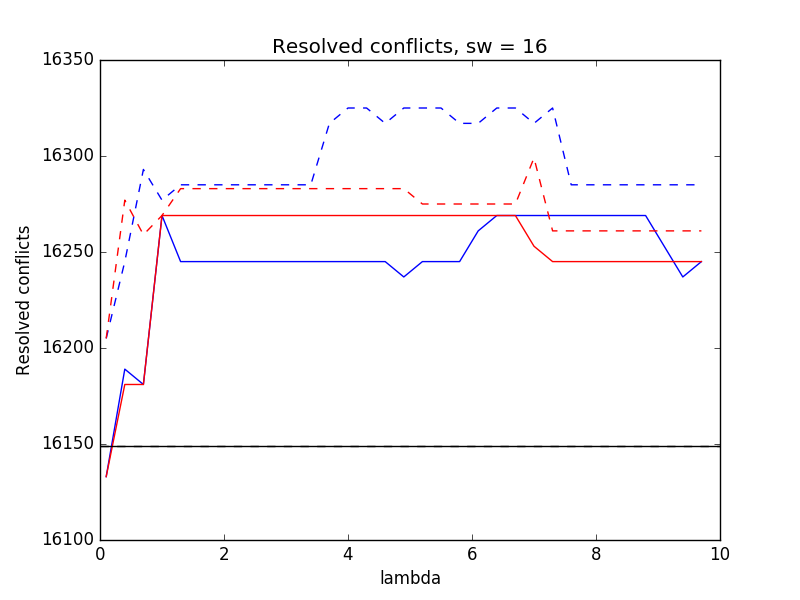 Resolved conflicts, sw = 16
16350
16300
16250
16200
16150
16100
Resolved conflicts
0 2 4 6 8 10
lambda